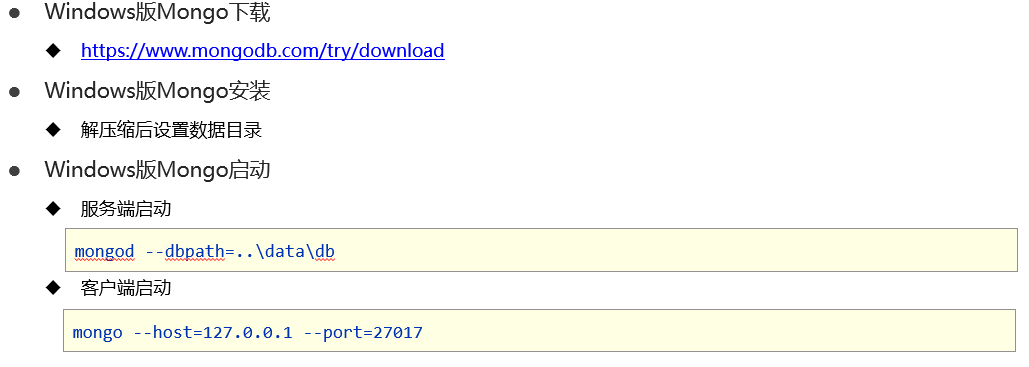 Windows版Mongo下载
https://www.mongodb.com/try/download
Windows版Mongo安装
解压缩后设置数据目录
Windows版Mongo启动
服务端启动
mongod --dbpath=..\data\db
客户端启动
mongo --host=127.0.0.1 --port=27017